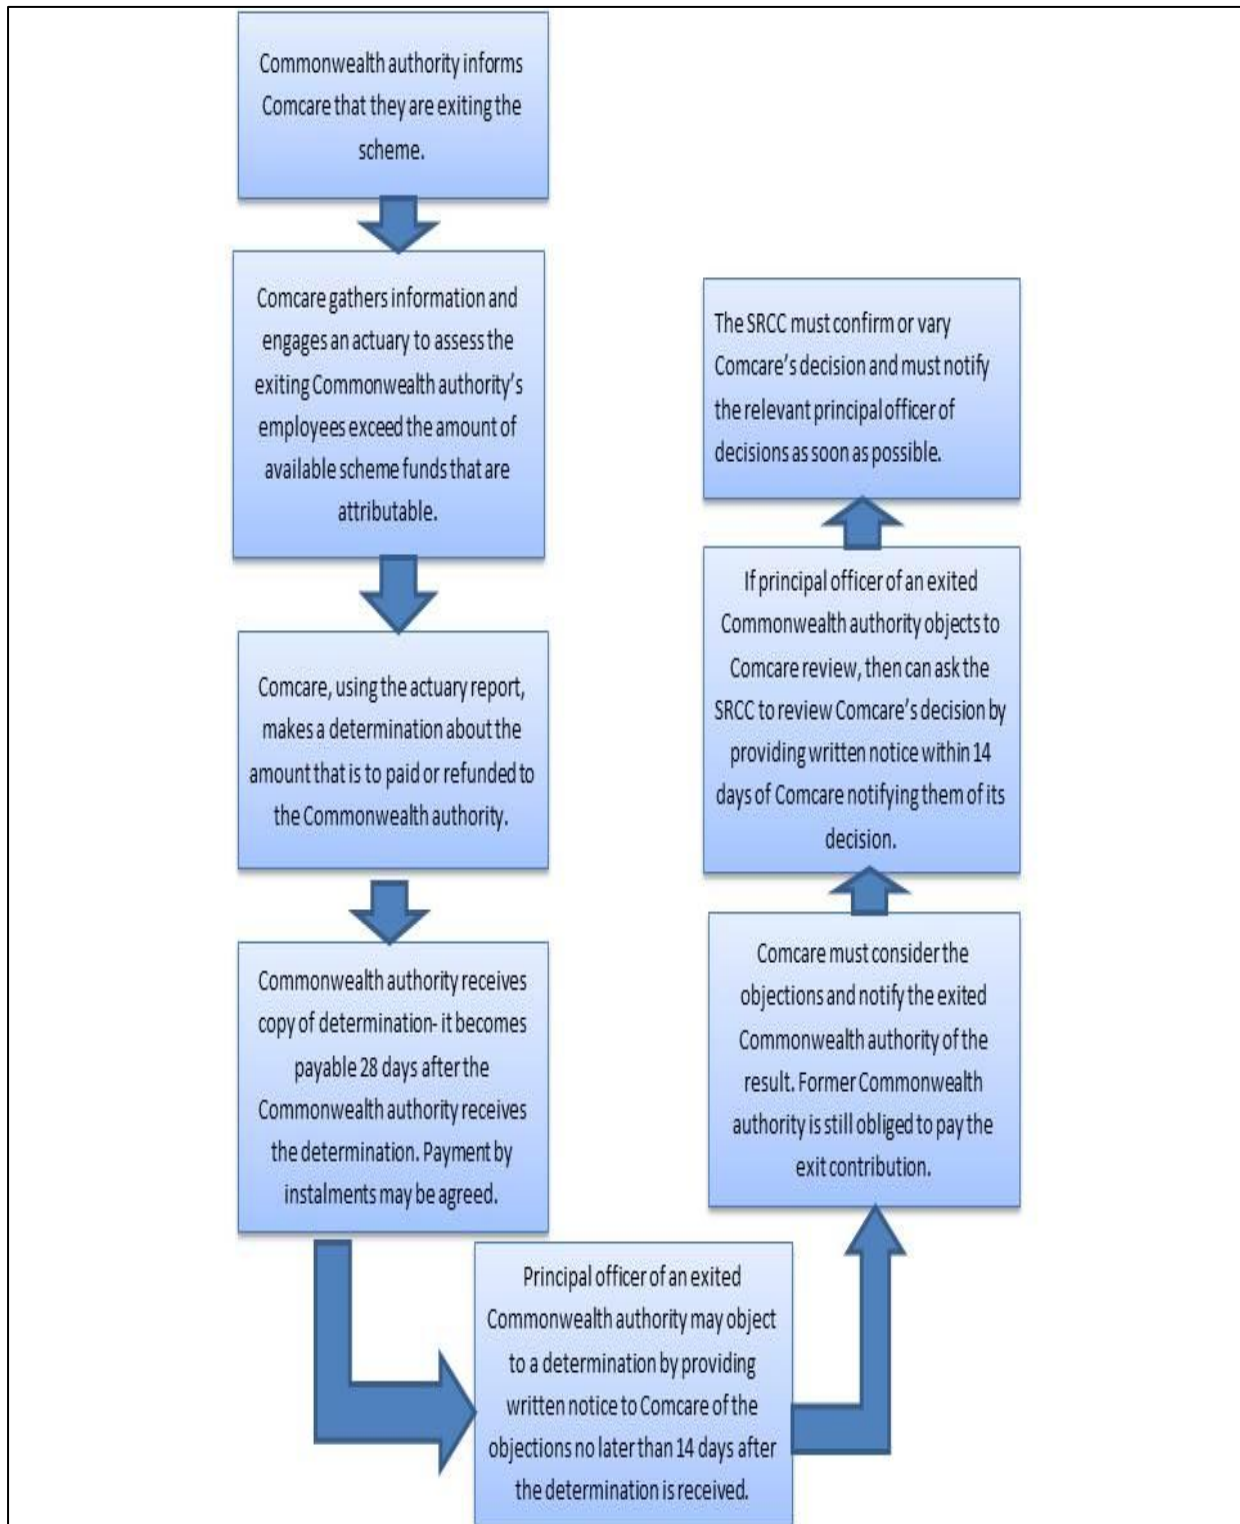 Commonwealth authority informs
Comcare that they are exiting the
scheme.
Comcare gathers information and
engages an actuary to assess the
exiting Commonwealth authority's
employees exceed the amount of
available scheme funds that are
attributable.
Comcare, using the actuary report,
makes a determination about the
amount that is to paid or refunded to
the Commonwealth authority.
Commonwealth authority receives
copy of determination- it becomes
payable 28 days after the
Commonwealth authority receives
the determination. Payment by
instalments may be agreed.
Principal officer of an exited
Commonwealth authority may object
to a determination by providing
written notice to Comcare of the
objections no later than 14 days after
the determination is received.
Comcare must consider the
objections and notify the exited
Commonwealth authority of the
result. Former Commonwealth
authority is still obliged to pay the
exit contribution.
If principal officer of an exited
Commonwealth authority objects to
Comcare review, then can ask the
SRCC to review Comcare's decision by
providing written notice within 14
days of Comcare notifying them of its
decision.
The SRCC must confirm or vary
Comcare's decision and must notify
the relevant principal officer of
decisions as soon as possible.